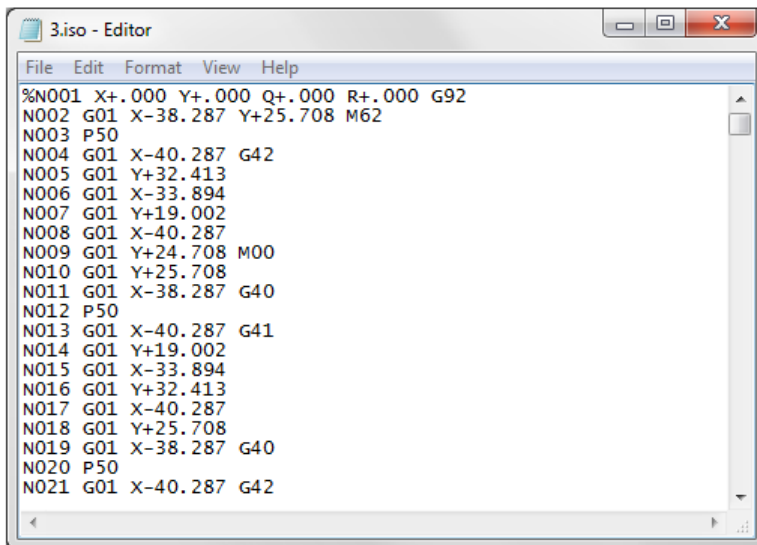 3.iso - Editor
File Edit Format View Help
%N001 X+.000 Y+.000 Q+.000 R+.000 G92
N002 G01 X-38.287 Y+25.708 M62
N003 P50
N004 G01 X-40.287 G42
N005 G01 Y+32.413
N006 G01 X-33.894
N007 G01 Y+19.002
N008 G01 X-40.287
N009 G01 Y+24.708 M00
N010 G01 Y+25.708
N011 G01 X-38.287 G40
N012 P50
N013 G01 X-40.287 G41
N014 G01 Y+19.002
N015 G01 X-33.894
N016 G01 Y+32.413
N017 G01 X-40.287
N018 G01 Y+25.708
N019 G01 X-38.287 G40
N020 P50
N021 G01 X-40.287 G42